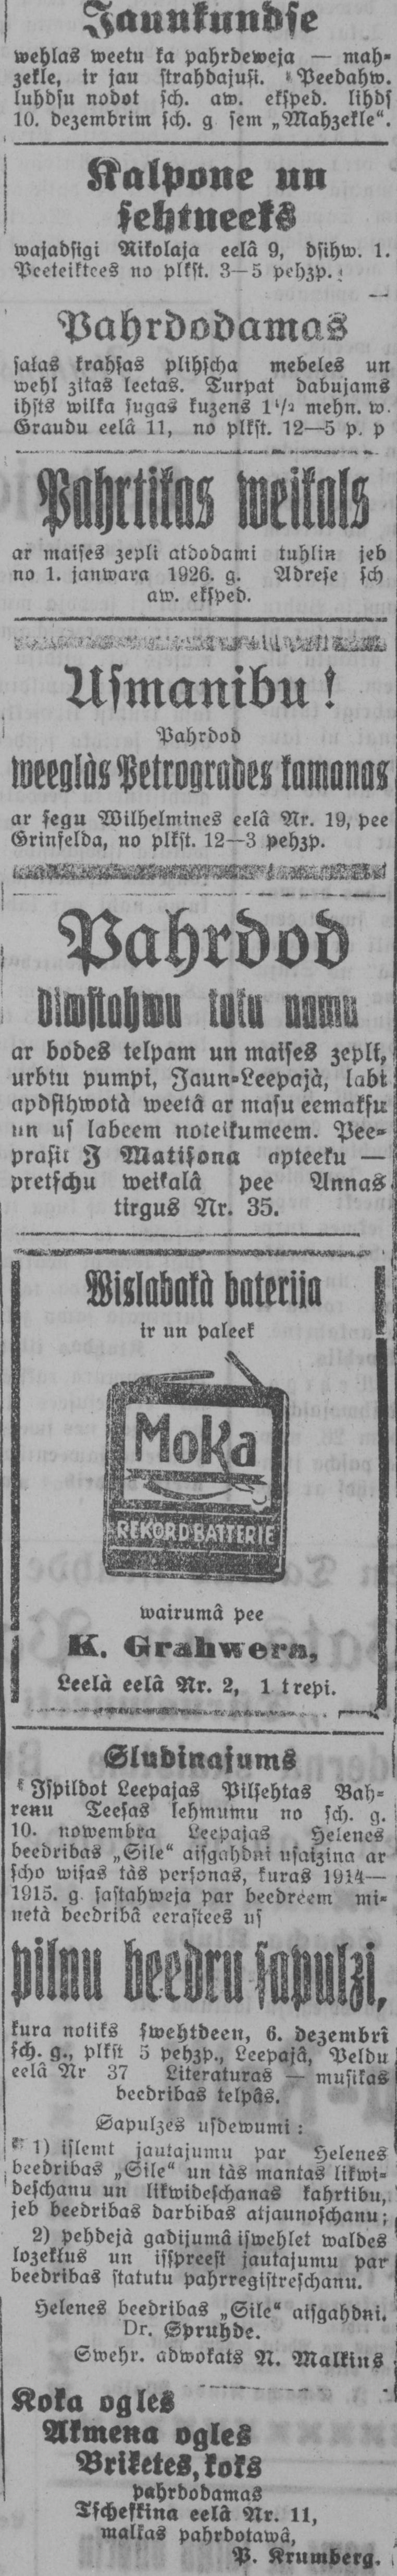 Jaunkundse
wehlas weetu ka pahrdeweja — mah-
zekle, ir jau strahdajusi. Peedahw.
luhdsu nodot sch. aw. eksped. lihds
10. dezembrim sch. g sem „Mahzekle“.
Kalpone un
sehtneeks
wajadsigi Nikolaja eelâ 9, dsihw. 1.
Peeteiktees no plkst. 3—5 pehzp.
Pahrdodamas
salas krahsas plihscha mebeles un
wehl zitas leetas. Turpat dabujams
ihsts wilka sugas kuzens 1½ mehn. w.
Graudu eelâ 11, no plkst. 12—5 p. p
Pahrtikas weikals
ar maises zepli atdodami tuhlin jeb
no 1. janwara 1926. g. Adrese sch
aw. eksped.
Usmanibu!
Pahrdod
weeglàs Petrogrades kamanas
ar segu Wilhelmines eelâ Nr. 19, pee
Grinfelda, no plkst. 12—3 pehzp.
Pahrdod
diwstahwu koku namu
ar bodes telpam un maises zepli,
urbtu pumpi, Jaun-Leepajà, labi
apdsihwotà weetâ ar masu eemaksu
un us labeem noteikumeem. Pee-
prasit J Matisona apteeku —
pretschu weikalâ pee Annas
tirgus Nr. 35.
Wislabakà baterija
ir un paleek
Moka
REKORD BATTERIE
wairumâ pee
K. Grahwera,
Leelà eelâ Nr. 2, 1 trepi.
Sludinajums
Ispildot Leepajas Pilsehtas Bah-
renu Teesas lehmumu no sch. g.
10. nowembra Leepajas Helenes
beedribas „Sile“ aisgahdni usaizina ar
scho wisas tàs personas, kuras 1914—
1915. g. sastahweja par beedreem mi-
netà beedribâ eerastees us
pilnu beedru sapulzi,
kura notiks swehtdeen, 6. dezembrî
sch. g., plkst 5 pehzp., Leepajâ, Peldu
eelâ Nr 37 Literaturas — musikas
beedribas telpâs.
Sapulzes usdewumi:
1) islemt jautajumu par Helenes
beedribas „Sile“ un tàs mantas likwi-
deschanu un likwideschanas kahrtibu,
jeb beedribas darbibas atjaunoschanu;
2) pehdejà gadijumâ iswehlet waldes
lozeklus un isspreest jautajumu par
beedribas statutu pahrregistreschanu.
Helenes beedribas „Sile“ aisgahdni.
Dr. Spruhde.
Swehr. adwokats N. Malkins
Koka ogles
Akmena ogles
Briketes, koks
pahrdodamas
Tscheskina eelâ Nr. 11,
malkas pahrdotawâ,
P. Krumberg.